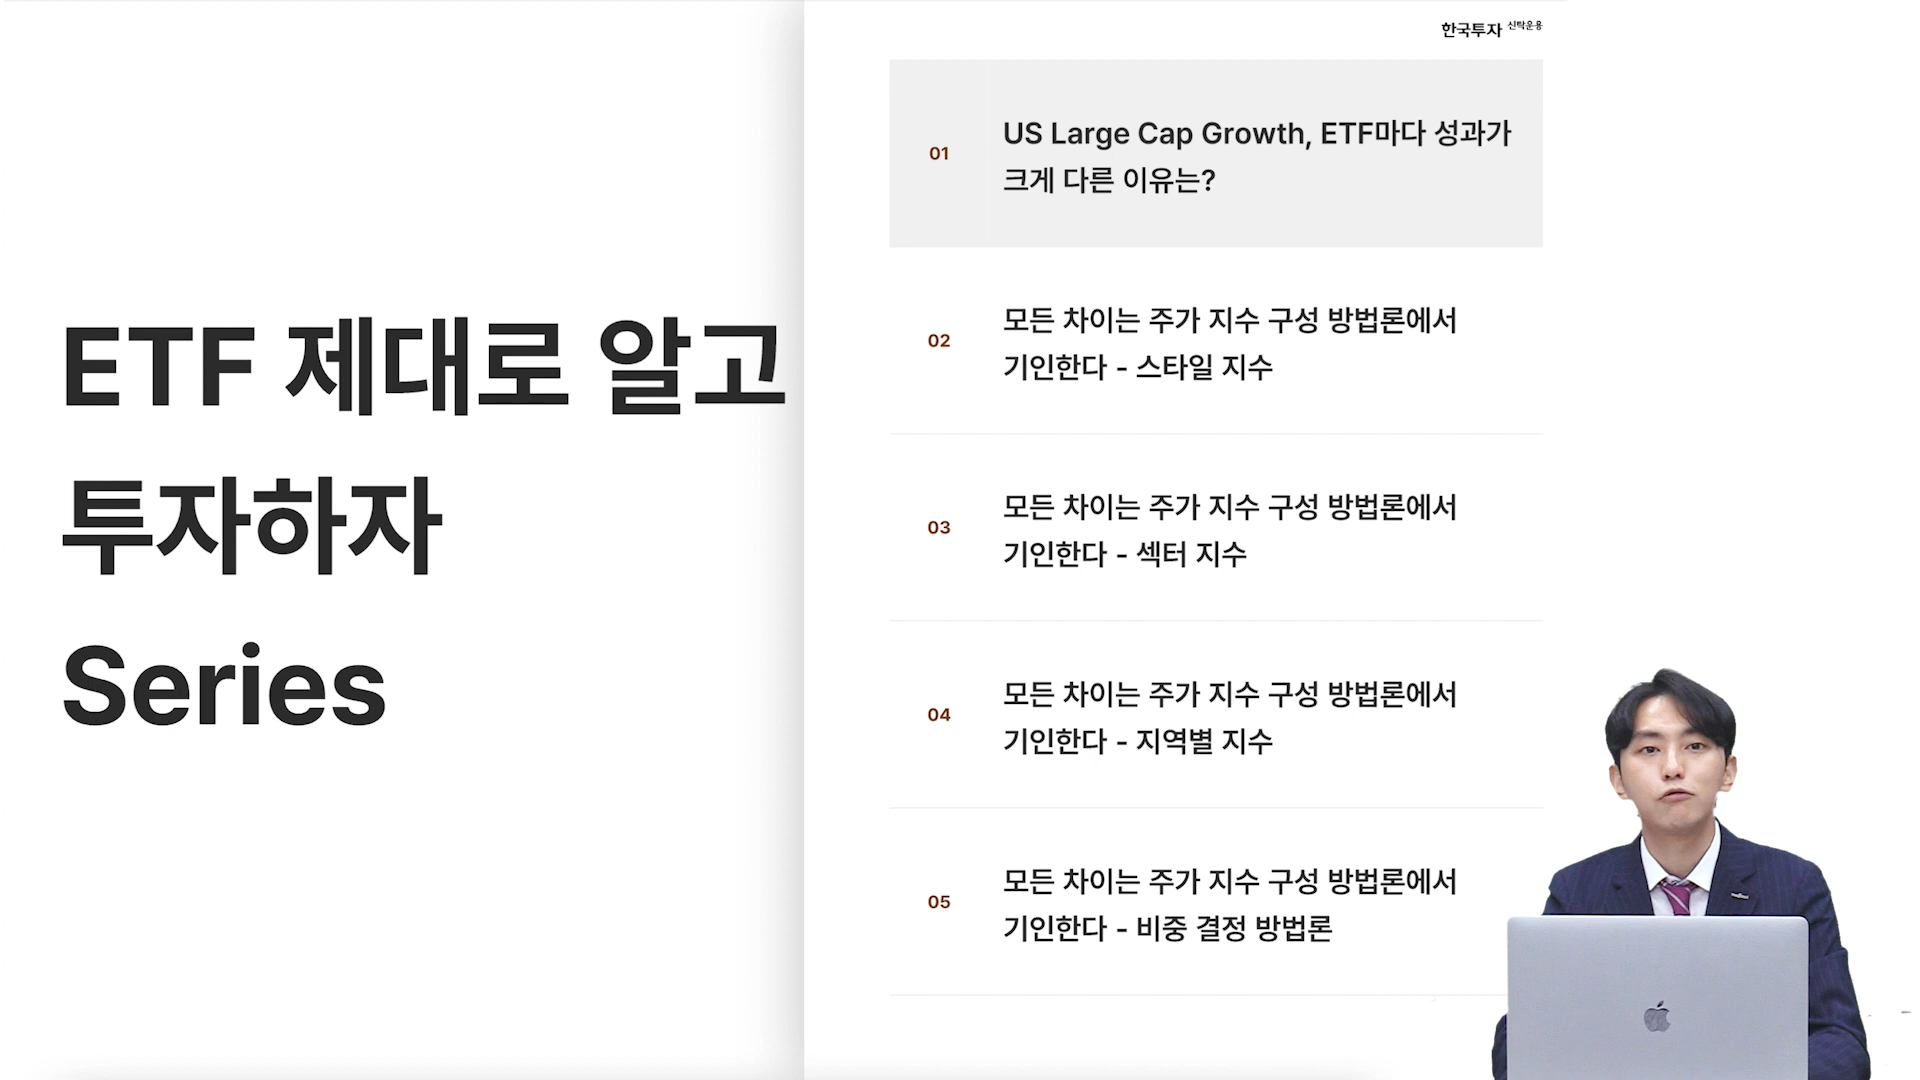 ETF 제대로 알고
투자하자
Series
한국투자 신탁운용
01
US Large Cap Growth, ETF마다 성과가
크게 다른 이유는?
02
모든 차이는 주가 지수 구성 방법론에서
기인한다 - 스타일 지수
03
모든 차이는 주가 지수 구성 방법론에서
기인한다 - 섹터 지수
04
모든 차이는 주가 지수 구성 방법론에서
기인한다 - 지역별 지수
05
모든 차이는 주가 지수 구성 방법론에서
기인한다 - 비중 결정 방법론